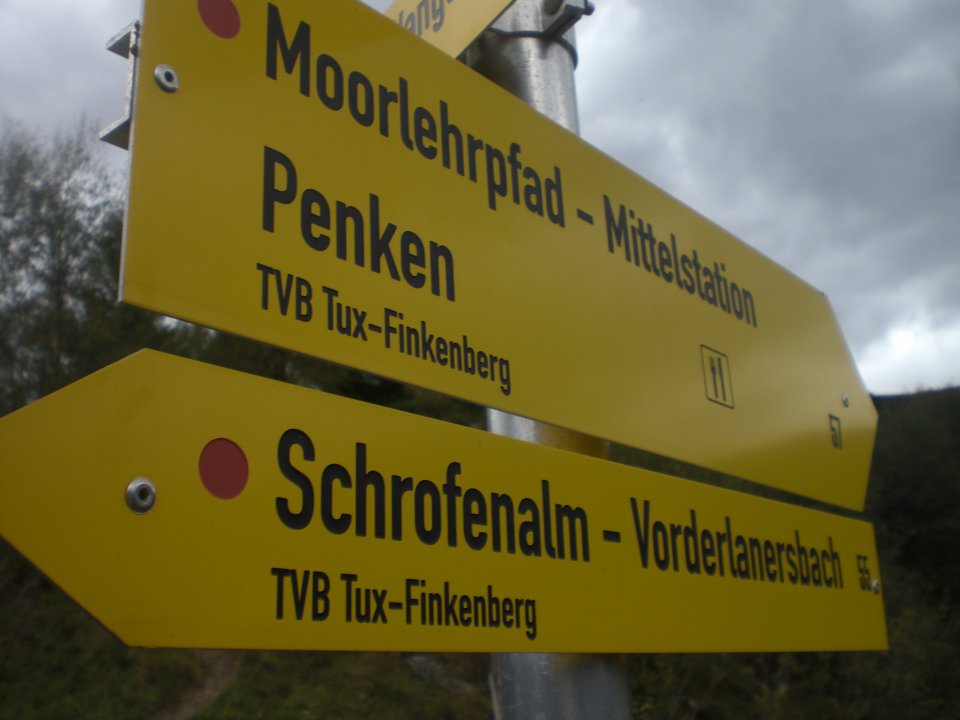 Moorlehrpfad - Mittelstation
Penken
TVB Tux-Finkenberg
57
Schrofenalm - Vorderlanersbach 55
TVB Tux-Finkenberg